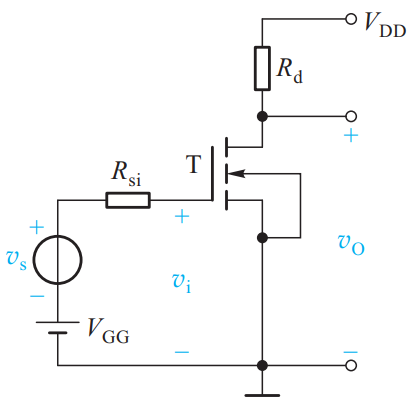 V_DD
R_d
+
T
R_si
+
+
v_s
v_i
v_O
−
V_GG
−
−